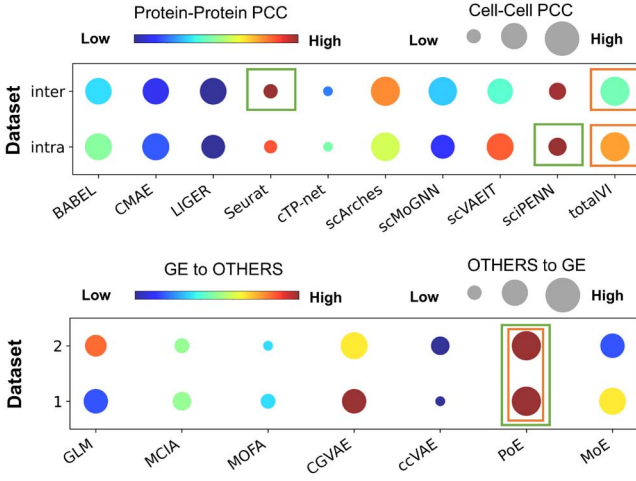 Protein-Protein PCC
Cell-Cell PCC
Low
High
Low
High
Dataset
inter
intra
BABEL
CMAE
LIGER
Seurat
cTP-net
scArches
scMoGNN
scVAEIT
sciPENN
totalVI
GE to OTHERS
OTHERS to GE
Low
High
Low
High
Dataset
2
1
GLM
MCIA
MOFA
CGVAE
ccVAE
PoE
MoE